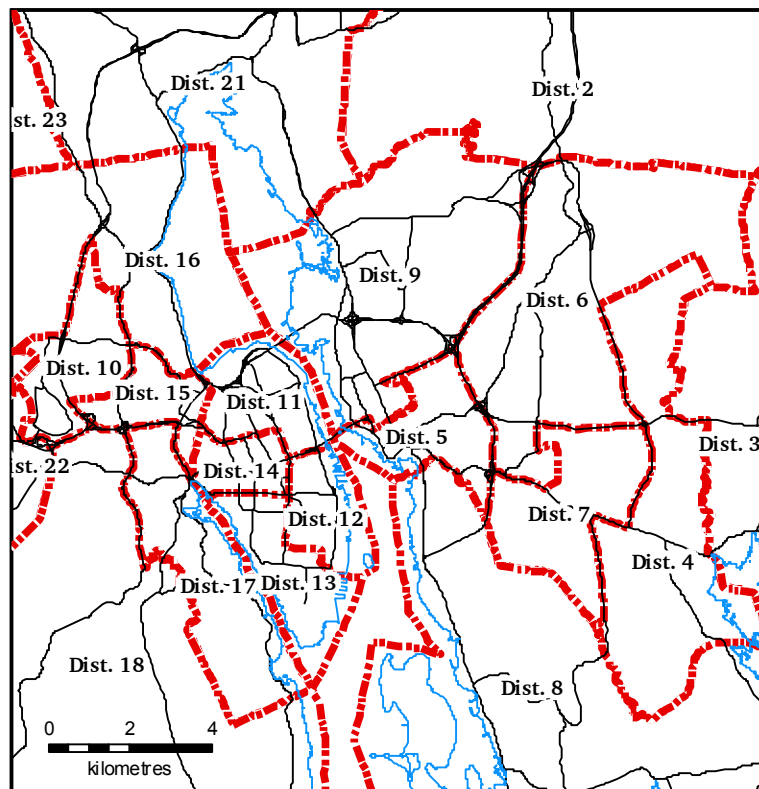 Dist. 21
Dist. 2
st. 23
Dist. 16
Dist. 9
Dist. 6
Dist. 10
Dist. 15
Dist. 11
Dist. 5
Dist. 3
st. 22
Dist. 14
Dist. 12
Dist. 7
Dist. 4
Dist. 17
Dist. 13
Dist. 18
Dist. 8
0 2 4
kilometres